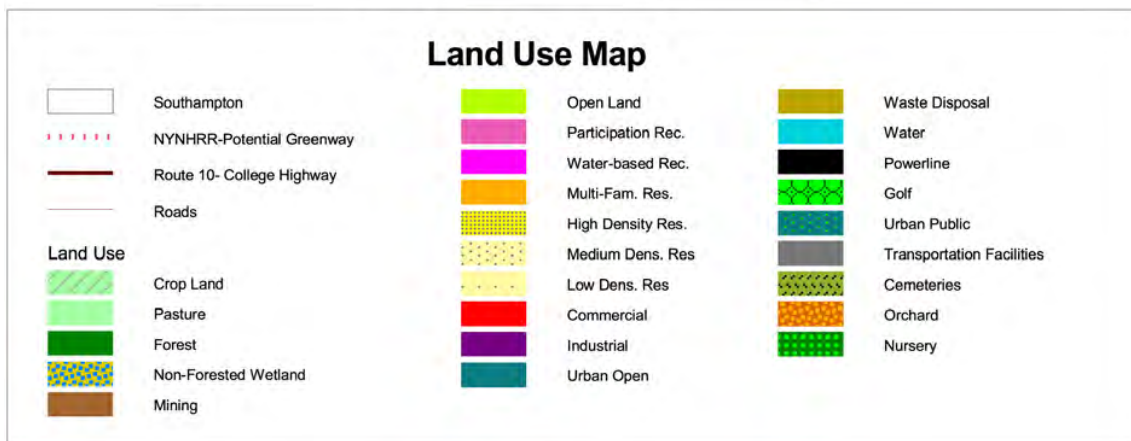 Land Use Map
Southampton
NYNHRR-Potential Greenway
Route 10- College Highway
Roads
Land Use
Crop Land
Pasture
Forest
Non-Forested Wetland
Mining
Open Land
Participation Rec.
Water-based Rec.
Multi-Fam. Res.
High Density Res.
Medium Dens. Res
Low Dens. Res
Commercial
Industrial
Urban Open
Waste Disposal
Water
Powerline
Golf
Urban Public
Transportation Facilities
Cemeteries
Orchard
Nursery